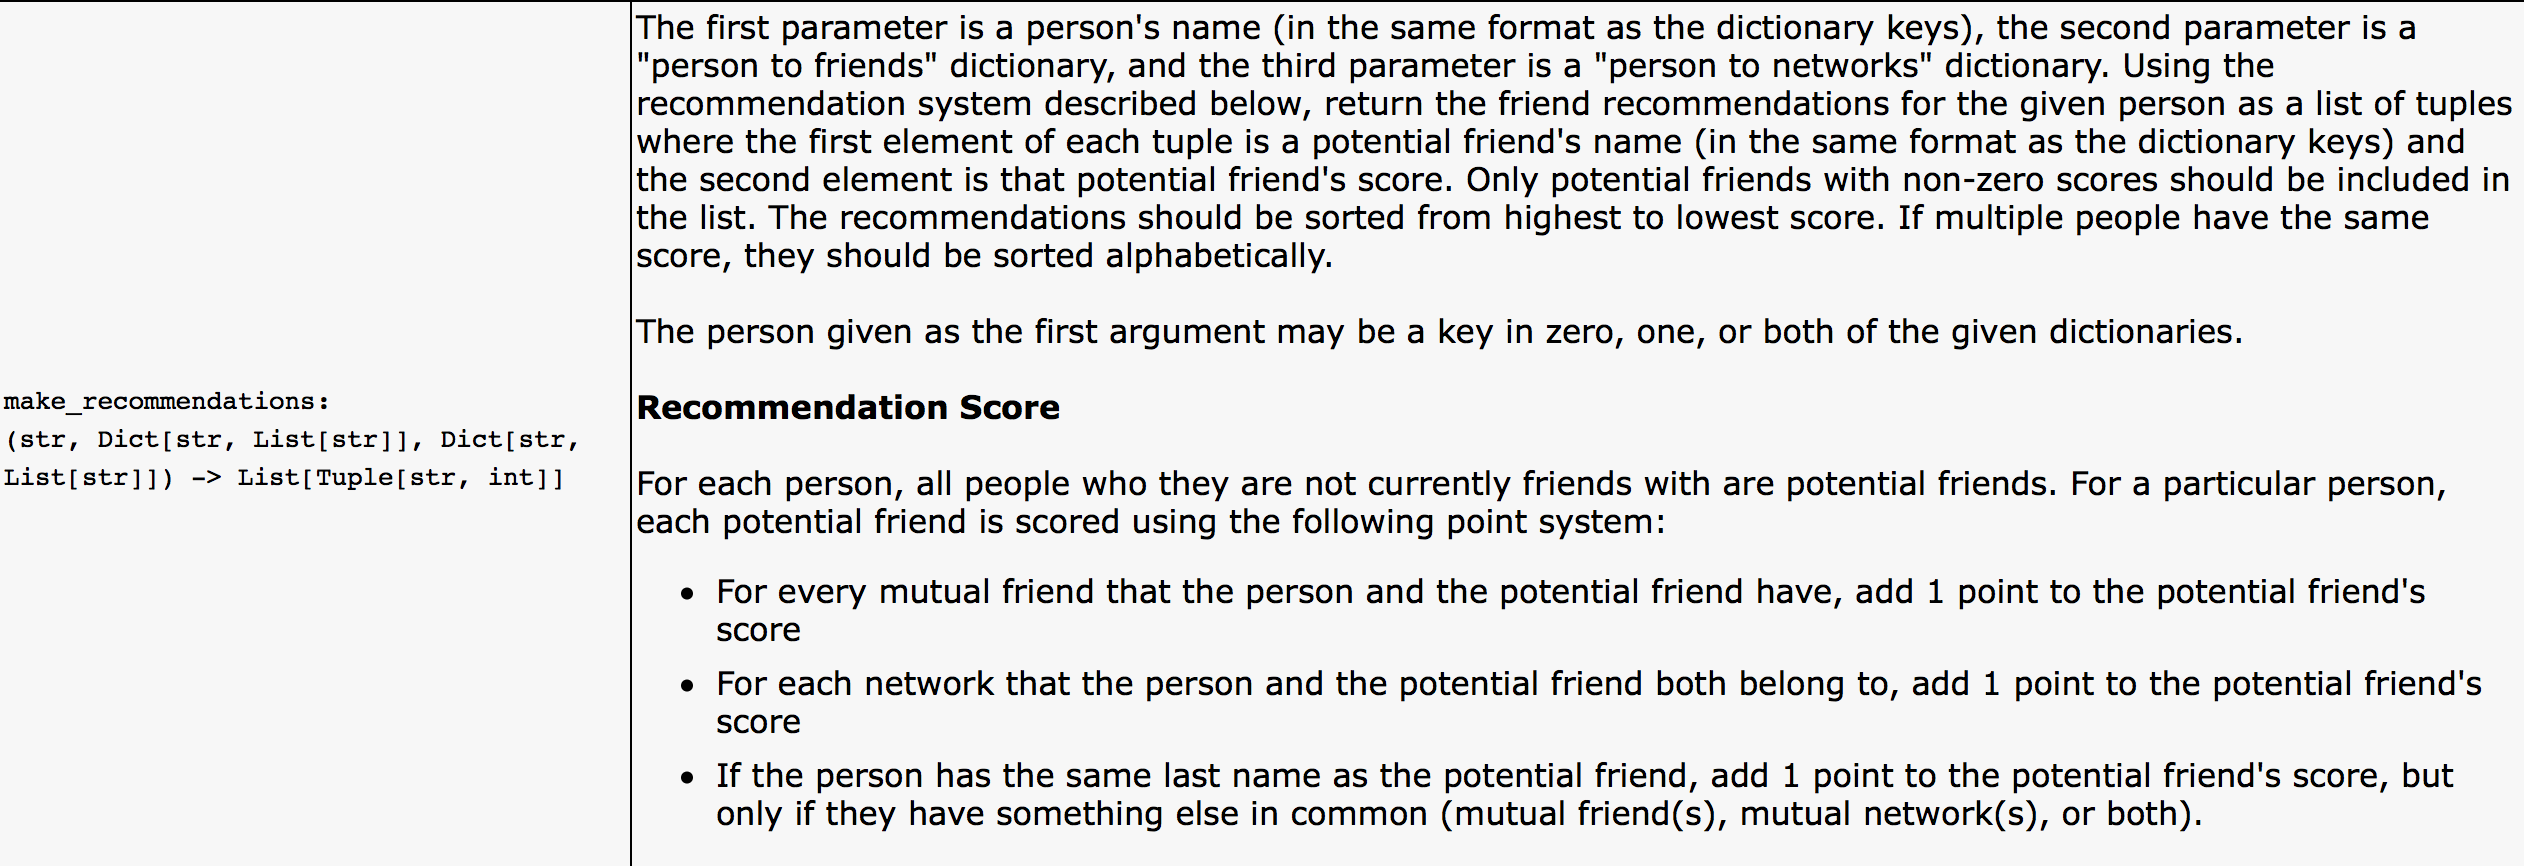 make_recommendations:
(str, Dict[str, List[str]], Dict[str,
List[str]]) -> List[Tuple[str, int]]
The first parameter is a person's name (in the same format as the dictionary keys), the second parameter is a
"person to friends" dictionary, and the third parameter is a "person to networks" dictionary. Using the
recommendation system described below, return the friend recommendations for the given person as a list of tuples
where the first element of each tuple is a potential friend's name (in the same format as the dictionary keys) and
the second element is that potential friend's score. Only potential friends with non-zero scores should be included in
the list. The recommendations should be sorted from highest to lowest score. If multiple people have the same
score, they should be sorted alphabetically.
The person given as the first argument may be a key in zero, one, or both of the given dictionaries.
Recommendation Score
For each person, all people who they are not currently friends with are potential friends. For a particular person,
each potential friend is scored using the following point system:
• For every mutual friend that the person and the potential friend have, add 1 point to the potential friend's
score
• For each network that the person and the potential friend both belong to, add 1 point to the potential friend's
score
• If the person has the same last name as the potential friend, add 1 point to the potential friend's score, but
only if they have something else in common (mutual friend(s), mutual network(s), or both).